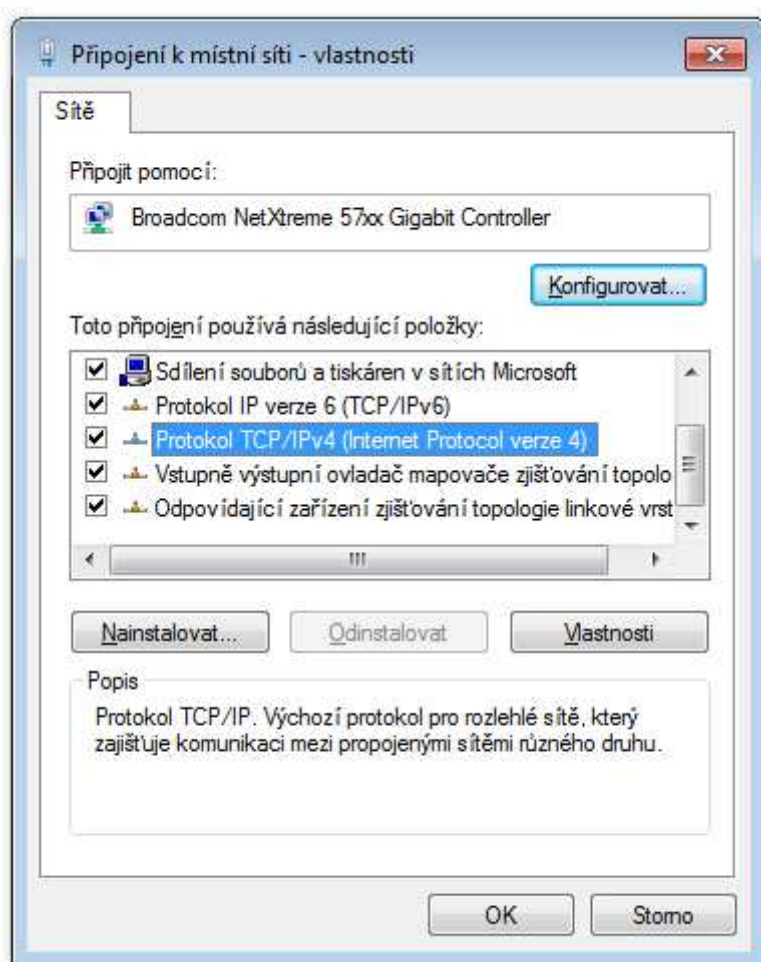 Připojení k místní síti - vlastnosti
Sítě
Připojit pomocí:
Broadcom NetXtreme 57xx Gigabit Controller
Konfigurovat...
Toto připojení používá následující položky:
Sdílení souborů a tiskáren v sítích Microsoft
Protokol IP verze 6 (TCP/IPv6)
Protokol TCP/IPv4 (Internet Protocol verze 4)
Vstupně výstupní ovladač mapovače zjišťování topolo
Odpovídající zařízení zjišťování topologie linkové vrst
Nainstalovat... Odinstalovat Vlastnosti
Popis
Protokol TCP/IP. Výchozí protokol pro rozlehlé sítě, který
zajišťuje komunikaci mezi propojenými sítěmi různého druhu.
OK Storno